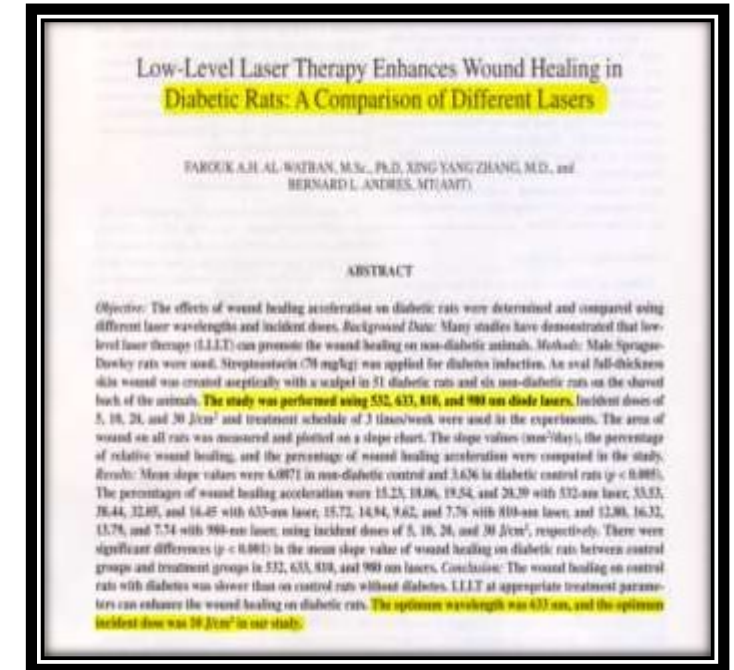 Low-Level Laser Therapy Enhances Wound Healing in
Diabetic Rats: A Comparison of Different Lasers
FAROUK A.H. AL-WATBAN, M.Sc., Ph.D, XING YANG ZHANG, M.D., and
BERNARD L. ANDRES, MT(AMT)
ABSTRACT
Objective: The effects of wound healing acceleration on diabetic rats were determined and compared using
different laser wavelengths and incident doses. Background Data: Many studies have demonstrated that low-
level laser therapy (LLLT) can promote the wound healing on non-diabetic animals. Methods: Male Sprague-
Dawley rats were used. Streptozotocin (70 mg/kg) was applied for diabetes induction. An oval full-thickness
skin wound was created aseptically with a scalpel in 51 diabetic rats and six non-diabetic rats on the shaved
back of the animals. The study was performed using 532, 633, 810, and 980 nm diode lasers. Incident doses of
5, 10, 20, and 30 J/cm² and treatment schedule of 3 times/week were used in the experiments. The area of
wound on all rats was measured and plotted on a slope chart. The slope values (mm²/day), the percentage
of relative wound healing, and the percentage of wound healing acceleration were computed in the study.
Results: Mean slope values were 6.0871 in non-diabetic control and 3.636 in diabetic control rats (p < 0.005).
The percentages of wound healing acceleration were 15.23, 18.06, 19.54, and 20.39 with 532-nm laser, 33.53,
38.44, 32.05, and 16.45 with 633-nm laser, 15.72, 14.94, 9.62, and 7.76 with 810-nm laser, and 12.80, 16.32,
13.79, and 7.74 with 980-nm laser, using incident doses of 5, 10, 20, and 30 J/cm², respectively. There were
significant differences (p < 0.001) in the mean slope value of wound healing on diabetic rats between control
groups and treatment groups in 532, 633, 810, and 980 nm lasers. Conclusion: The wound healing on control
rats with diabetes was slower than on control rats without diabetes. LLLT at appropriate treatment parame-
ters can enhance the wound healing on diabetic rats. The optimum wavelength was 633 nm, and the optimum
incident dose was 10 J/cm² in our study.